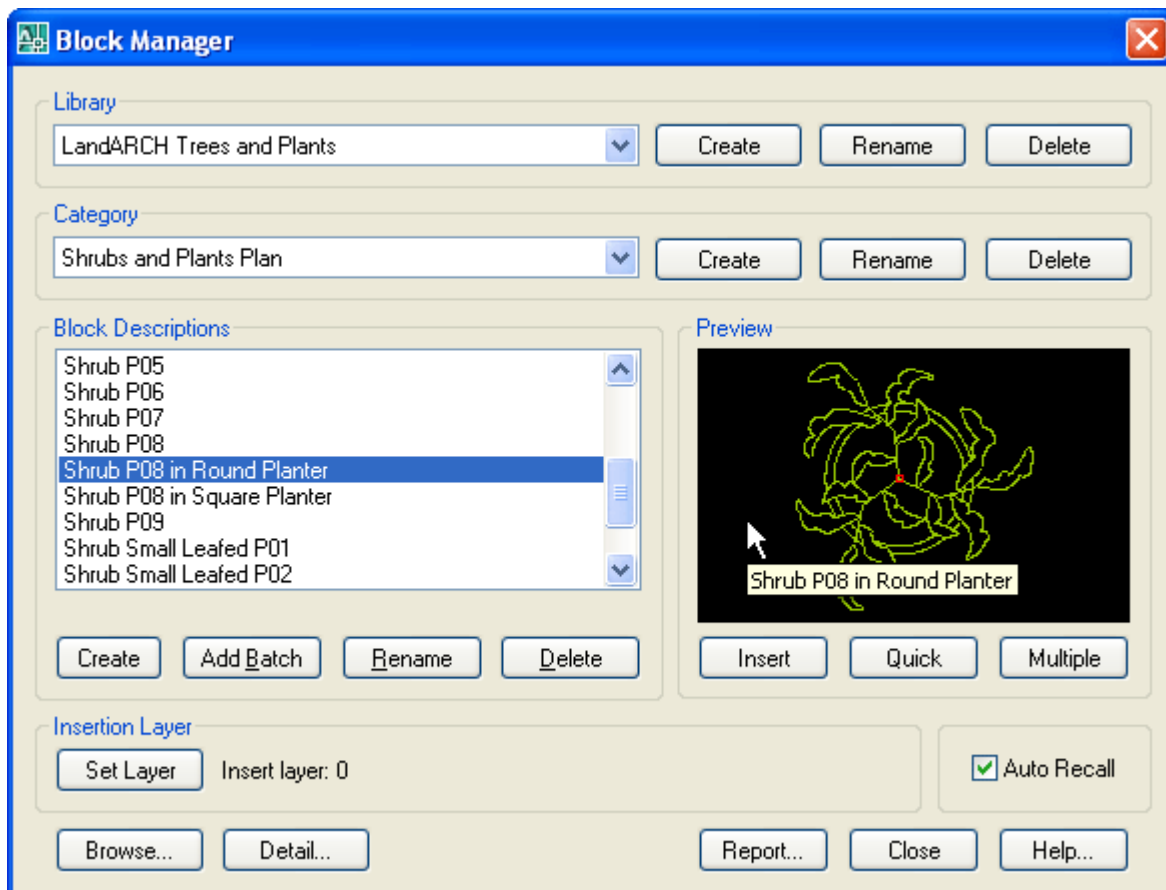 Block Manager
Library
LandARCH Trees and Plants
Create Rename Delete
Category
Shrubs and Plants Plan
Create Rename Delete
Block Descriptions
Shrub P05
Shrub P06
Shrub P07
Shrub P08
Shrub P08 in Round Planter
Shrub P08 in Square Planter
Shrub P09
Shrub Small Leafed P01
Shrub Small Leafed P02
Create Add Batch Rename Delete
Preview
Shrub P08 in Round Planter
Insert Quick Multiple
Insertion Layer
Set Layer Insert layer: 0
Auto Recall
Browse... Detail... Report... Close Help...